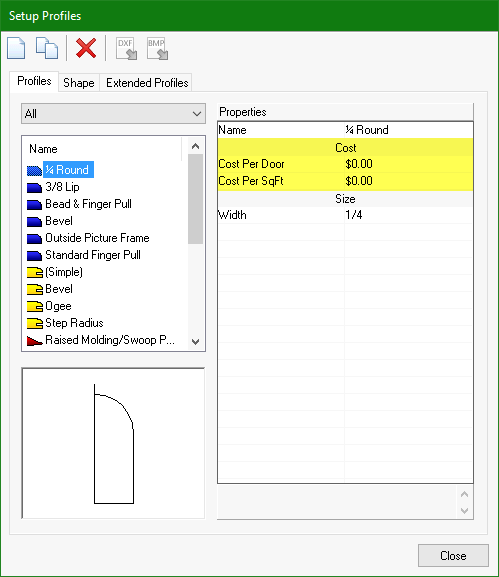 Setup Profiles
DXF
BMP
Profiles
Shape
Extended Profiles
All
Name
¼ Round
3/8 Lip
Bead & Finger Pull
Bevel
Outside Picture Frame
Standard Finger Pull
(Simple)
Bevel
Ogee
Step Radius
Raised Molding/Swoop P...
Properties
Name ¼ Round
Cost
Cost Per Door $0.00
Cost Per SqFt $0.00
Size
Width 1/4
Close